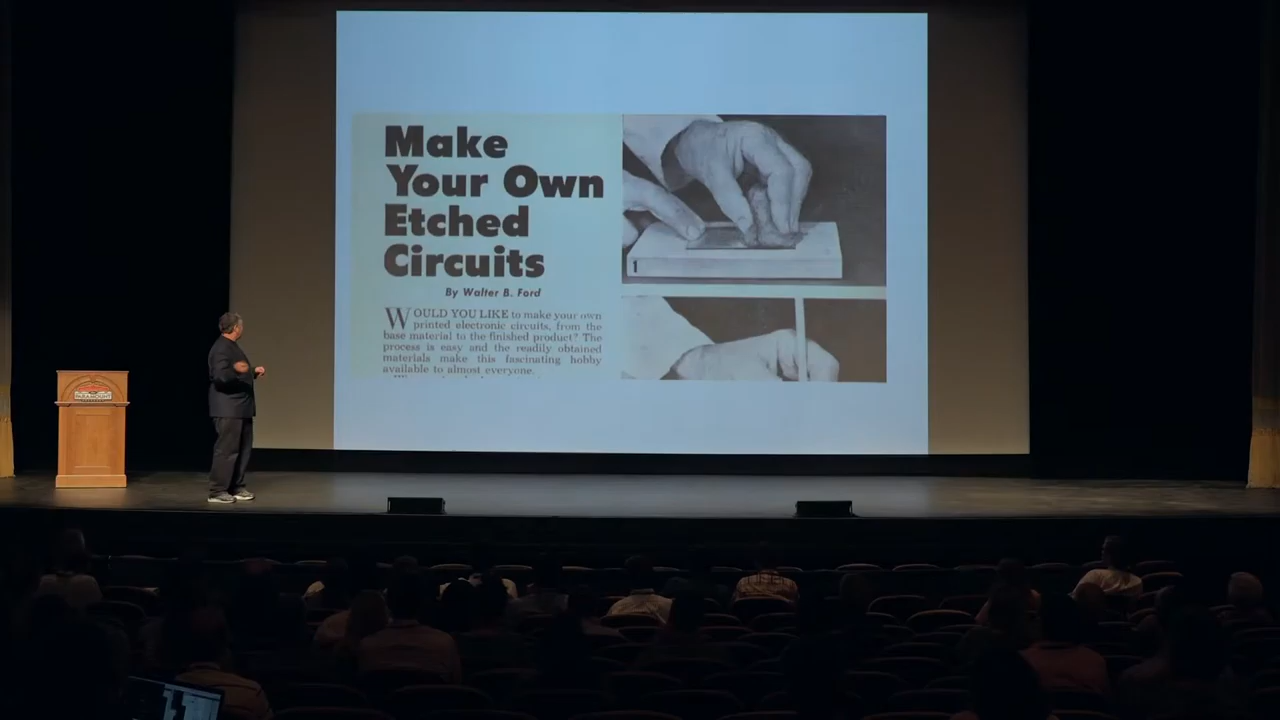 Make
Your Own
Etched
Circuits
By Walter B. Ford
WOULD YOU LIKE to make your own
printed electronic circuits, from the
base material to the finished product? The
process is easy and the readily obtained
materials make this fascinating hobby
available to almost everyone.
1
PARAMOUNT